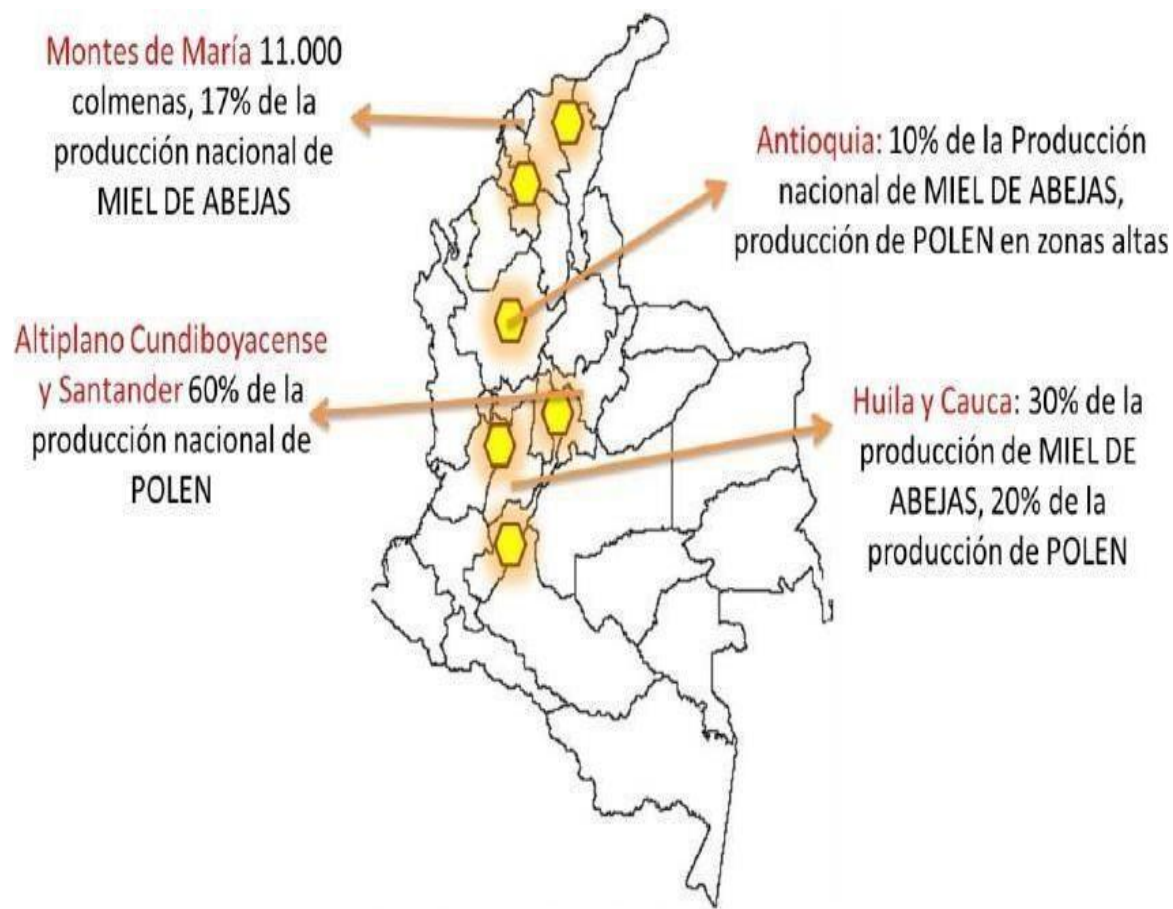 Montes de María 11.000
colmenas, 17% de la
producción nacional de
MIEL DE ABEJAS
Antioquia: 10% de la Producción
nacional de MIEL DE ABEJAS,
producción de POLEN en zonas altas
Altiplano Cundiboyacense
y Santander 60% de la
producción nacional de
POLEN
Huila y Cauca: 30% de la
producción de MIEL DE
ABEJAS, 20% de la
producción de POLEN